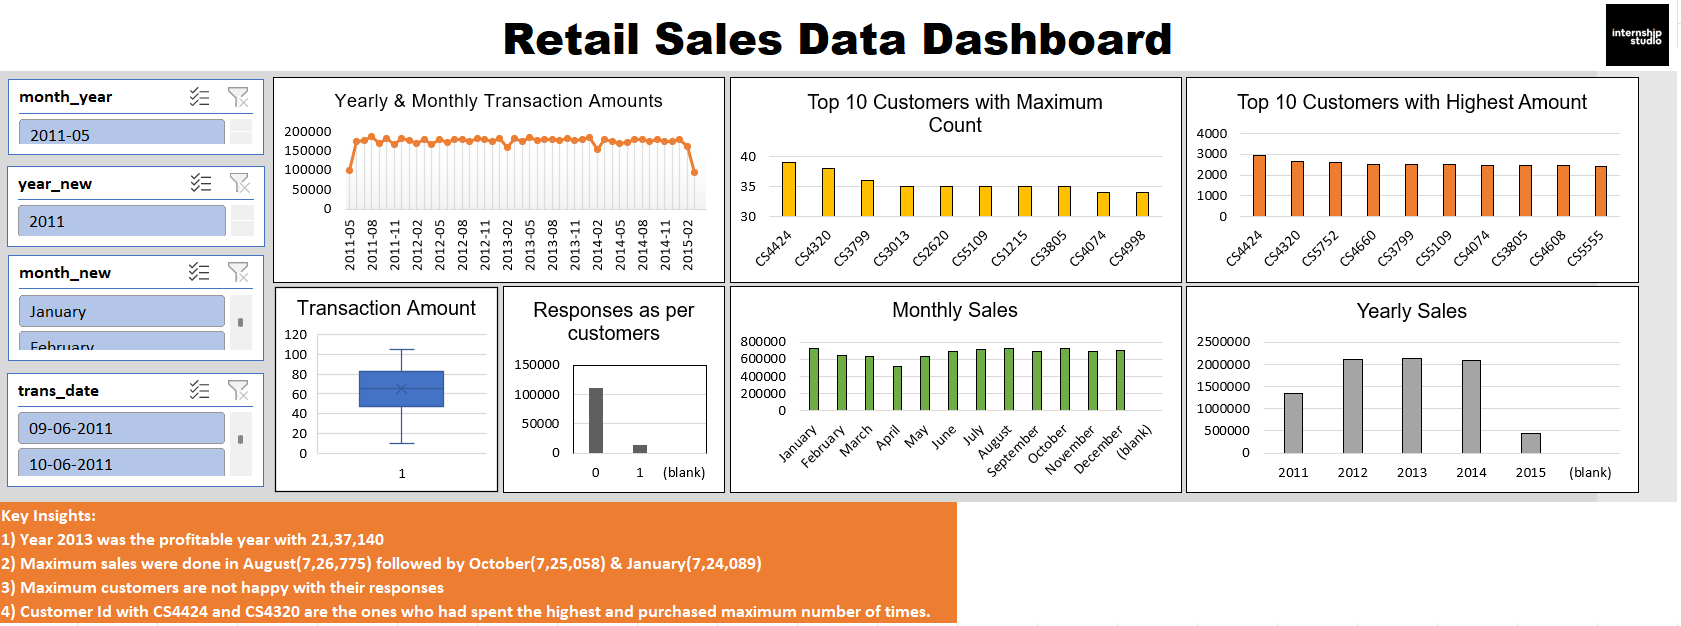 Retail Sales Data Dashboard
internship
studio
month_year
2011-05
year_new
2011
month_new
January
February
trans_date
09-06-2011
10-06-2011
Yearly & Monthly Transaction Amounts
200000
150000
100000
50000
0
2011-05
2011-08
2011-11
2012-02
2012-05
2012-08
2012-11
2013-02
2013-05
2013-08
2013-11
2014-02
2014-05
2014-08
2014-11
2015-02
Top 10 Customers with Maximum
Count
40
35
30
CS4424
CS4320
CS3799
CS3013
CS2620
CS5109
CS1215
CS3805
CS4074
CS4998
Top 10 Customers with Highest Amount
4000
3000
2000
1000
0
CS4424
CS4320
CS5752
CS4660
CS3799
CS5109
CS4074
CS3805
CS4608
CS5555
Transaction Amount
120
100
80
60
40
20
0
1
Responses as per
customers
150000
100000
50000
0
0 1 (blank)
Monthly Sales
800000
600000
400000
200000
0
January
February
March
April
May
June
July
August
September
October
November
December
(blank)
Yearly Sales
2500000
2000000
1500000
1000000
500000
0
2011 2012 2013 2014 2015 (blank)
Key Insights:
1) Year 2013 was the profitable year with 21,37,140
2) Maximum sales were done in August(7,26,775) followed by October(7,25,058) & January(7,24,089)
3) Maximum customers are not happy with their responses
4) Customer Id with CS4424 and CS4320 are the ones who had spent the highest and purchased maximum number of times.